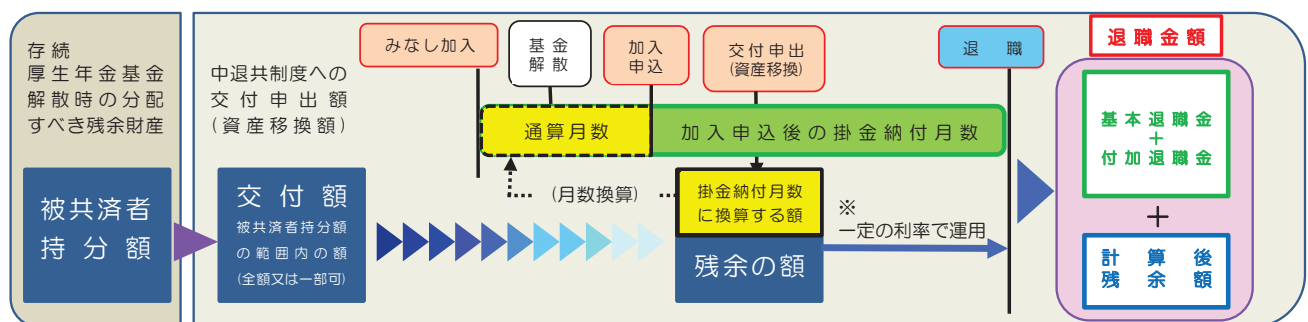 存続
厚生年金基金
解散時の分配
すべき残余財産
被共済者
持分額
中退共制度への
交付申出額
(資産移換額)
交付額
被共済者持分額
の範囲内の額
(全額又は一部可)
みなし加入
基金
解散
加入
申込
交付申出
(資産移換)
退職
通算月数
加入申込後の掛金納付月数
(月数換算)
掛金納付月数
に換算する額
残余の額
※
一定の利率で運用
退職金額
基本退職金
+
付加退職金
+
計算後
残余額